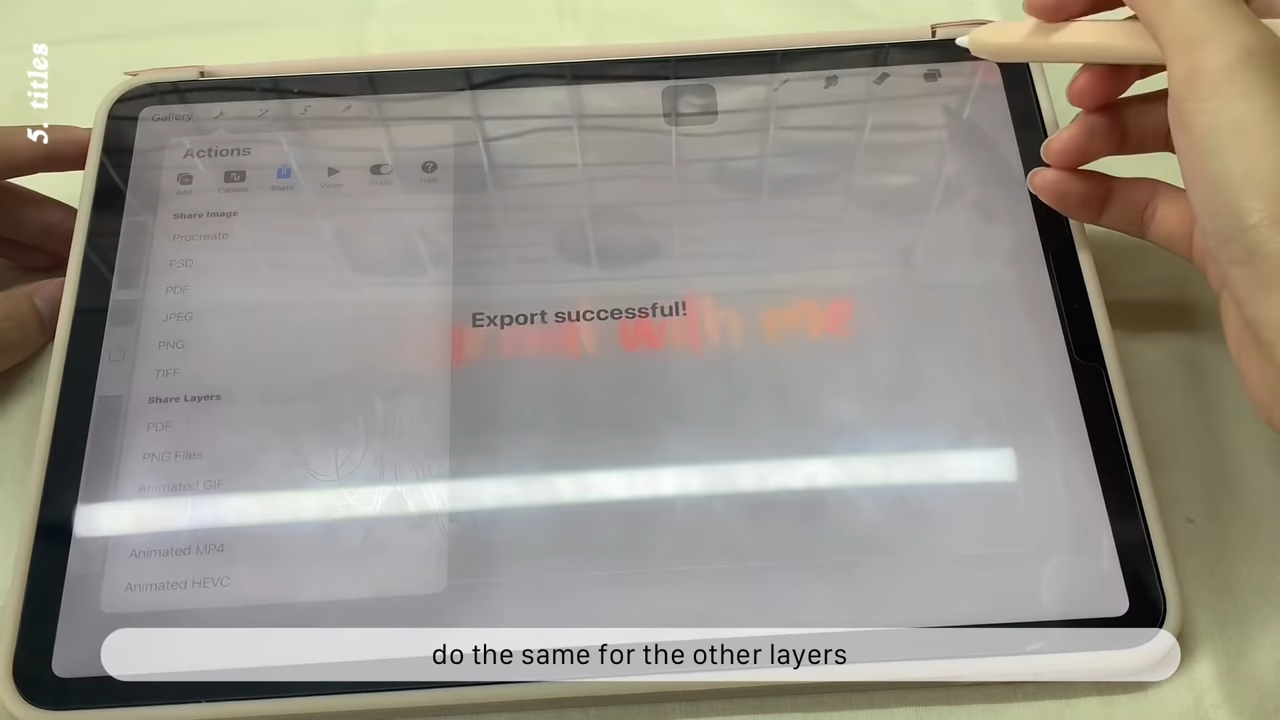 5. titles
Gallery
Actions
Add
Canvas
Share
Video
Prefs
Help
Share Image
Procreate
PSD
PDF
JPEG
PNG
TIFF
Share Layers
PDF
PNG Files
Animated GIF
Animated MP4
Animated HEVC
Export successful!
with me
do the same for the other layers